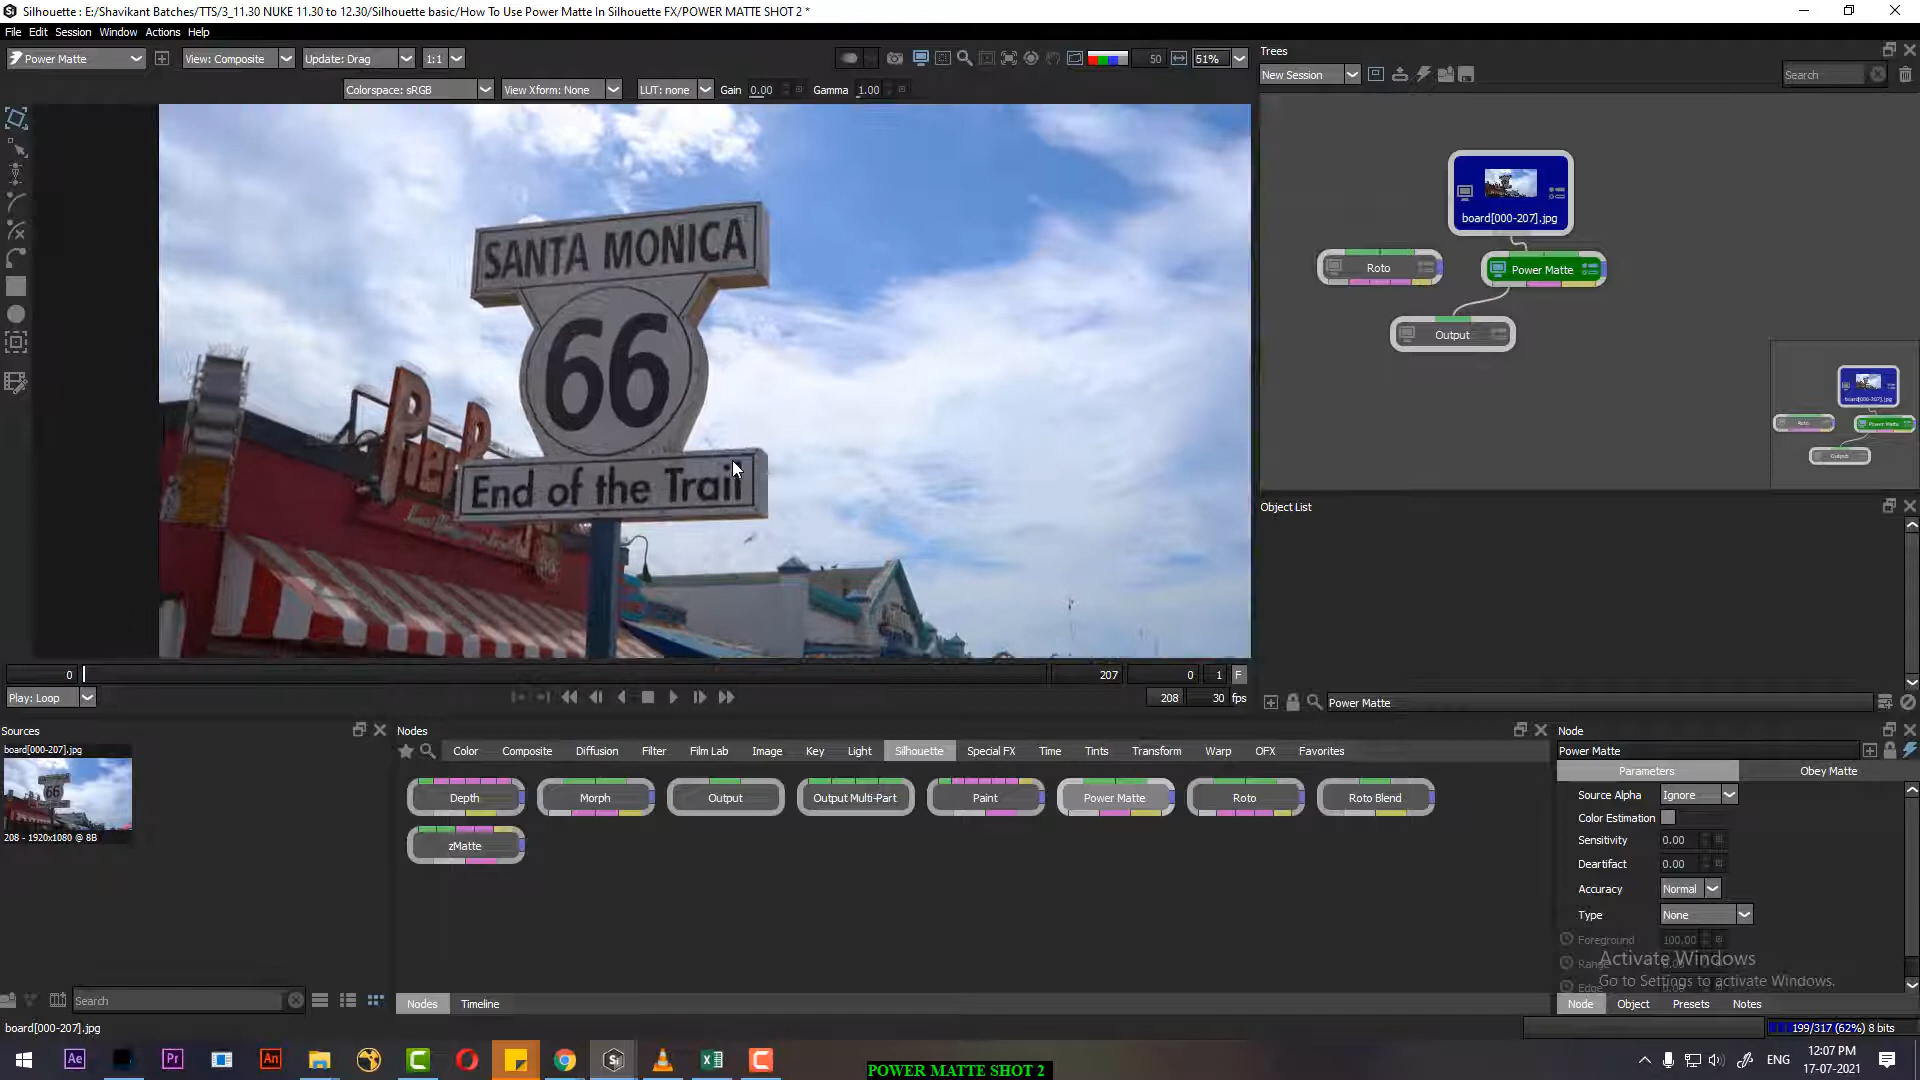 Silhouette : E:/Shavikant Batches/TTS/3_11.30 NUKE 11.30 to 12.30/Silhouette basic/How To Use Power Matte In Silhouette FX/POWER MATTE SHOT 2 *
File Edit Session Window Actions Help
Power Matte View: Composite Update: Drag 1:1 50 51%
Colorspace: sRGB View Xform: None LUT: none Gain 0.00 Gamma 1.00
SANTA MONICA
66
End of the Trail
Trees
New Session Search
board[000-207].jpg
Roto Power Matte
Output
Object List
0 207 0 1 F
Play: Loop 208 30 fps
Power Matte
Sources
board[000-207].jpg
208 - 1920x1080 @ 8B
Search
board[000-207].jpg
Nodes
Color Composite Diffusion Filter Film Lab Image Key Light Silhouette Special FX Time Tints Transform Warp OFX Favorites
Depth Morph Output Output Multi-Part Paint Power Matte Roto Roto Blend
zMatte
Nodes Timeline
Node
Power Matte
Parameters Obey Matte
Source Alpha Ignore
Color Estimation
Sensitivity 0.00
Deartifact 0.00
Accuracy Normal
Type None
Foreground 100.00
Activate Windows
Go to Settings to activate Windows.
Node Object Presets Notes
199/317 (62%) 8 bits
POWER MATTE SHOT 2
ENG 12:07 PM
17-07-2021